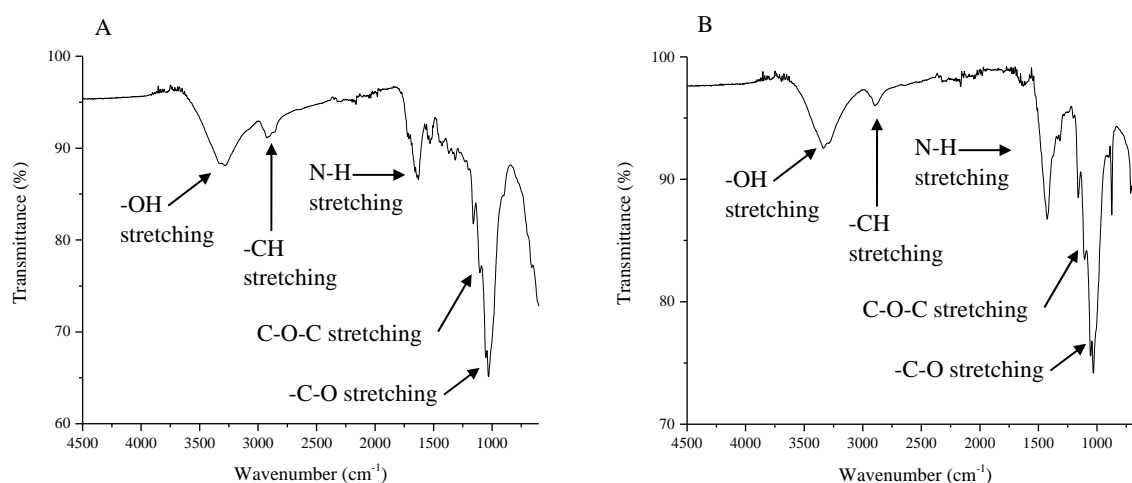 A
100
90
80
70
60
Transmittance (%)
-OH
stretching
-CH
stretching
N-H
stretching
C-O-C stretching
-C-O stretching
4500 4000 3500 3000 2500 2000 1500 1000
Wavenumber (cm-1)
B
100
90
80
70
Transmittance (%)
-OH
stretching
-CH
stretching
N-H
stretching
C-O-C stretching
-C-O stretching
4500 4000 3500 3000 2500 2000 1500 1000
Wavenumber (cm-1)